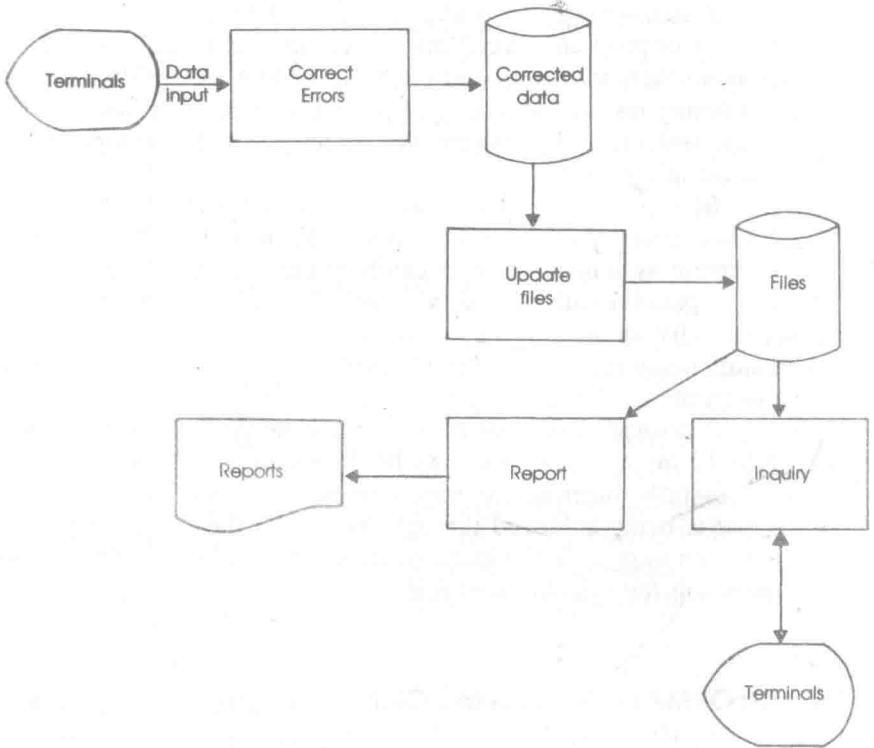 Terminals
Data
input
Correct
Errors
Corrected
data
Update
files
Files
Reports
Report
Inquiry
Terminals